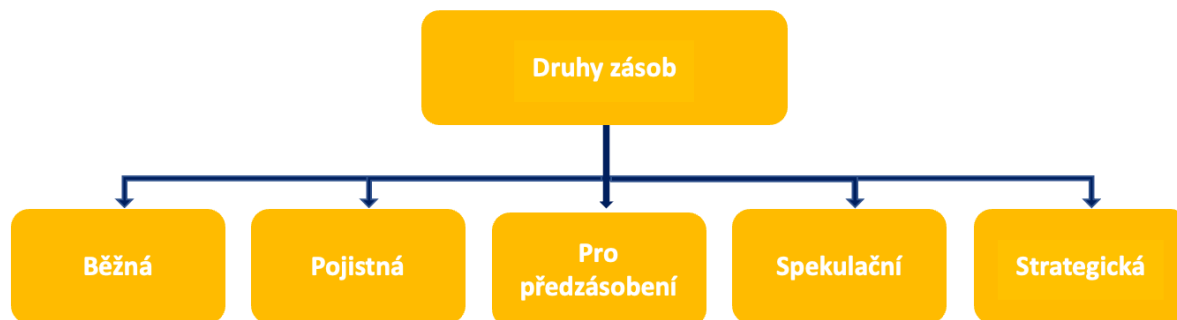 Druhy zásob
Běžná
Pojistná
Pro
předzásobení
Spekulační
Strategická